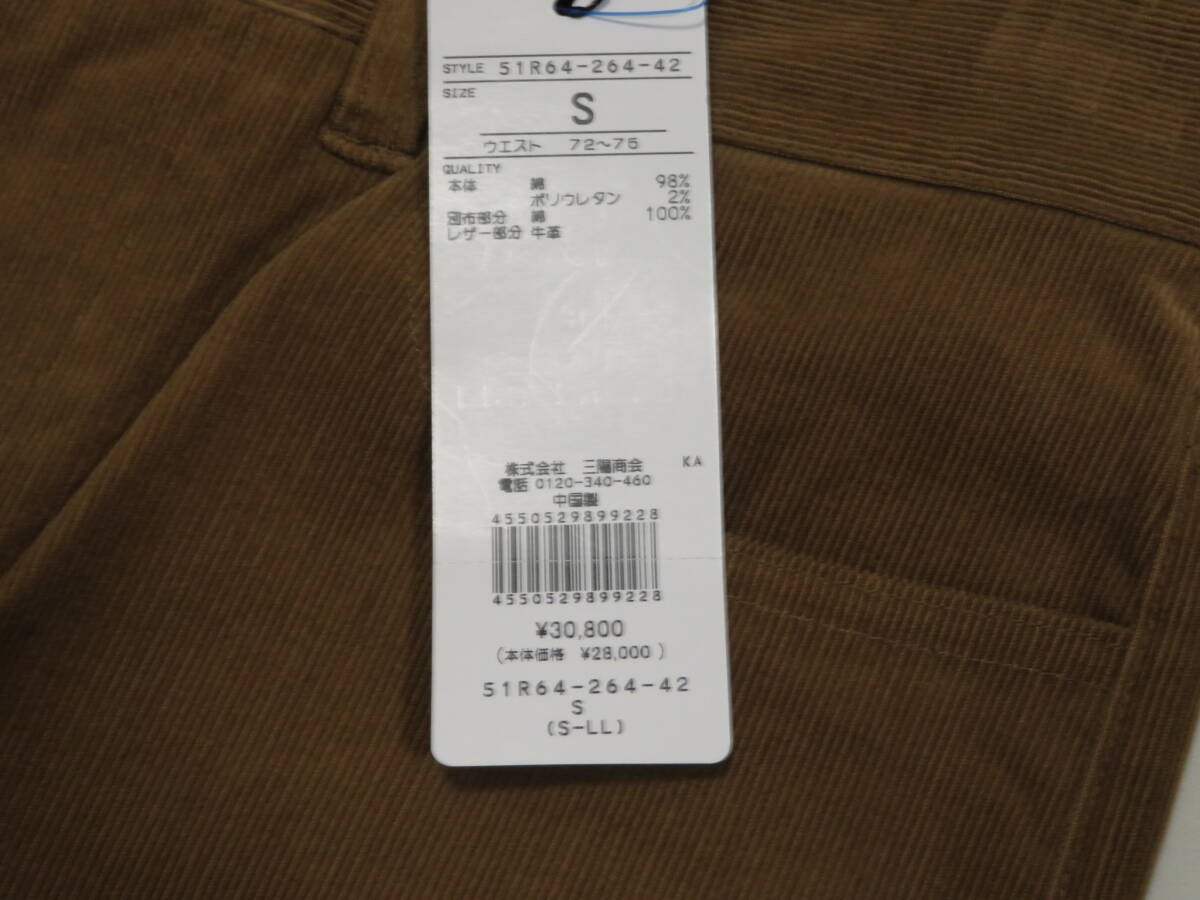 STYLE 51R64-264-42
SIZE S
ウエスト 72~75
QUALITY
本体 綿 98%
ポリウレタン 2%
別布部分 綿 100%
レザー部分 牛革
株式会社 三陽商会 KA
電話 0120-340-460
中国製
4550529899228
4550529899228
¥30,800
(本体価格 ¥28,000 )
51R64-264-42
S
(S-LL)